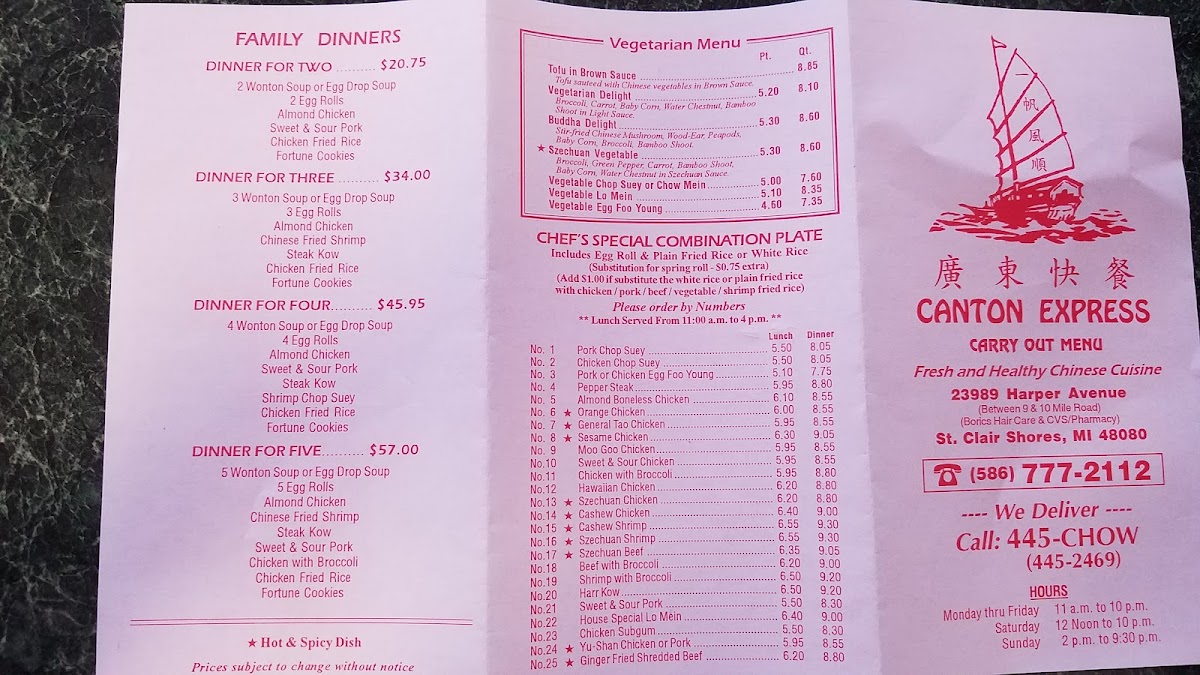 FAMILY DINNERS
DINNER FOR TWO .......... $20.75
2 Wonton Soup or Egg Drop Soup
2 Egg Rolls
Almond Chicken
Sweet & Sour Pork
Chicken Fried Rice
Fortune Cookies
DINNER FOR THREE .......... $34.00
3 Wonton Soup or Egg Drop Soup
3 Egg Rolls
Almond Chicken
Chinese Fried Shrimp
Steak Kow
Chicken Fried Rice
Fortune Cookies
DINNER FOR FOUR.......... $45.95
4 Wonton Soup or Egg Drop Soup
4 Egg Rolls
Almond Chicken
Sweet & Sour Pork
Steak Kow
Shrimp Chop Suey
Chicken Fried Rice
Fortune Cookies
DINNER FOR FIVE.......... $57.00
5 Wonton Soup or Egg Drop Soup
5 Egg Rolls
Almond Chicken
Chinese Fried Shrimp
Steak Kow
Sweet & Sour Pork
Chicken with Broccoli
Chicken Fried Rice
Fortune Cookies
★ Hot & Spicy Dish
Prices subject to change without notice
Vegetarian Menu
Pt. Qt.
Tofu in Brown Sauce .......... 8.85
Tofu sauteed with Chinese vegetables in Brown Sauce.
Vegetarian Delight .......... 5.20 8.10
Broccoli, Carrot, Baby Corn, Water Chestnut, Bamboo
Shoot in Light Sauce.
Buddha Delight .......... 5.30 8.60
Stir-fried Chinese Mushroom, Wood-Ear, Peapods,
Baby Corn, Broccoli, Bamboo Shoot.
★ Szechuan Vegetable .......... 5.30 8.60
Broccoli, Green Pepper, Carrot, Bamboo Shoot,
Baby Corn, Water Chestnut in Szechuan Sauce.
Vegetable Chop Suey or Chow Mein .......... 5.00 7.60
Vegetable Lo Mein .......... 5.10 8.35
Vegetable Egg Foo Young .......... 4.60 7.35
CHEF'S SPECIAL COMBINATION PLATE
Includes Egg Roll & Plain Fried Rice or White Rice
(Substitution for spring roll - $0.75 extra)
(Add $1.00 if substitute the white rice or plain fried rice
with chicken / pork / beef / vegetable / shrimp fried rice)
Please order by Numbers
** Lunch Served From 11:00 a.m. to 4 p.m. **
Lunch Dinner
No. 1 Pork Chop Suey .......... 5.50 8.05
No. 2 Chicken Chop Suey .......... 5.50 8.05
No. 3 Pork or Chicken Egg Foo Young .......... 5.10 7.75
No. 4 Pepper Steak .......... 5.95 8.80
No. 5 Almond Boneless Chicken .......... 6.10 8.55
No. 6 ★ Orange Chicken .......... 6.00 8.55
No. 7 ★ General Tao Chicken .......... 5.95 8.55
No. 8 ★ Sesame Chicken .......... 6.30 9.05
No. 9 Moo Goo Chicken .......... 5.95 8.55
No.10 Sweet & Sour Chicken .......... 5.95 8.55
No.11 Chicken with Broccoli .......... 5.95 8.80
No.12 Hawaiian Chicken .......... 6.20 8.80
No.13 ★ Szechuan Chicken .......... 6.20 8.80
No.14 ★ Cashew Chicken .......... 6.40 9.00
No.15 ★ Cashew Shrimp .......... 6.55 9.30
No.16 ★ Szechuan Shrimp .......... 6.55 9.30
No.17 ★ Szechuan Beef .......... 6.35 9.05
No.18 Beef with Broccoli .......... 6.20 9.00
No.19 Shrimp with Broccoli .......... 6.50 9.20
No.20 Harr Kow .......... 6.50 9.20
No.21 Sweet & Sour Pork .......... 5.50 8.30
No.22 House Special Lo Mein .......... 6.40 9.00
No.23 Chicken Subgum .......... 5.50 8.30
No.24 ★ Yu-Shan Chicken or Pork .......... 5.95 8.55
No.25 ★ Ginger Fried Shredded Beef .......... 6.20 8.80
一帆風順
廣東快餐
CANTON EXPRESS
CARRY OUT MENU
Fresh and Healthy Chinese Cuisine
23989 Harper Avenue
(Between 9 & 10 Mile Road)
(Borics Hair Care & CVS/Pharmacy)
St. Clair Shores, MI 48080
☎ (586) 777-2112
---- We Deliver ----
Call: 445-CHOW
(445-2469)
HOURS
Monday thru Friday 11 a.m. to 10 p.m.
Saturday 12 Noon to 10 p.m.
Sunday 2 p.m. to 9:30 p.m.